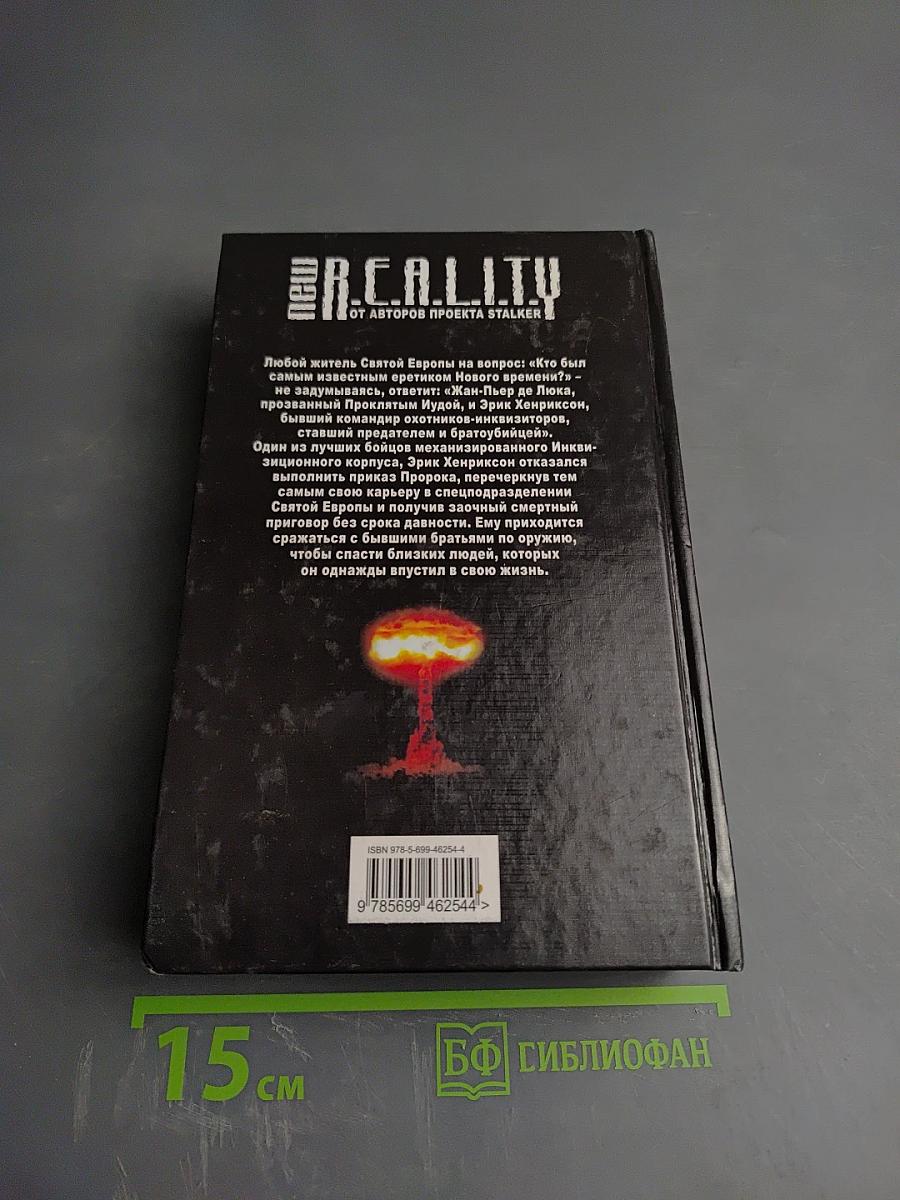 new R.E.A.L.I.T.Y
ОТ АВТОРОВ ПРОЕКТА STALKER
Любой житель Святой Европы на вопрос: «Кто был
самым известным еретиком Нового времени?» –
не задумываясь, ответит: «Жан-Пьер де Люка,
прозванный Проклятым Иудой, и Эрик Хенриксон,
бывший командир охотников-инквизиторов,
ставший предателем и братоубийцей».
Один из лучших бойцов механизированного Инкви-
зиционного корпуса, Эрик Хенриксон отказался
выполнить приказ Пророка, перечеркнув тем
самым свою карьеру в спецподразделении
Святой Европы и получив заочный смертный
приговор без срока давности. Ему приходится
сражаться с бывшими братьями по оружию,
чтобы спасти близких людей, которых
он однажды впустил в свою жизнь.
ISBN 978-5-699-46254-4
9 785699 462544 >
15 см
БФ БИБЛИОФАН